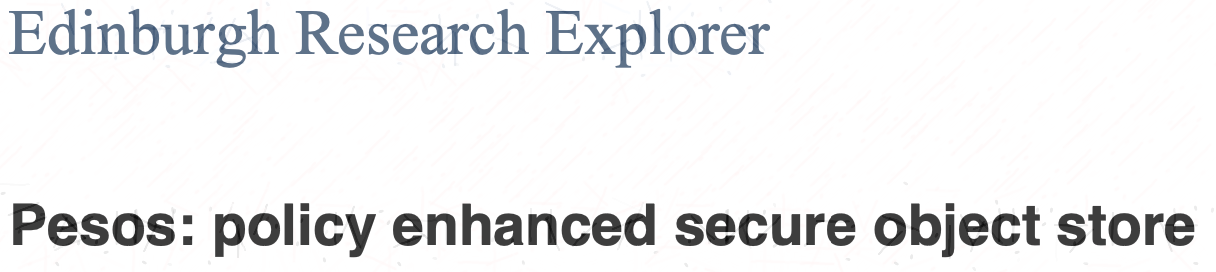 Edinburgh Research Explorer
Pesos: policy enhanced secure object store